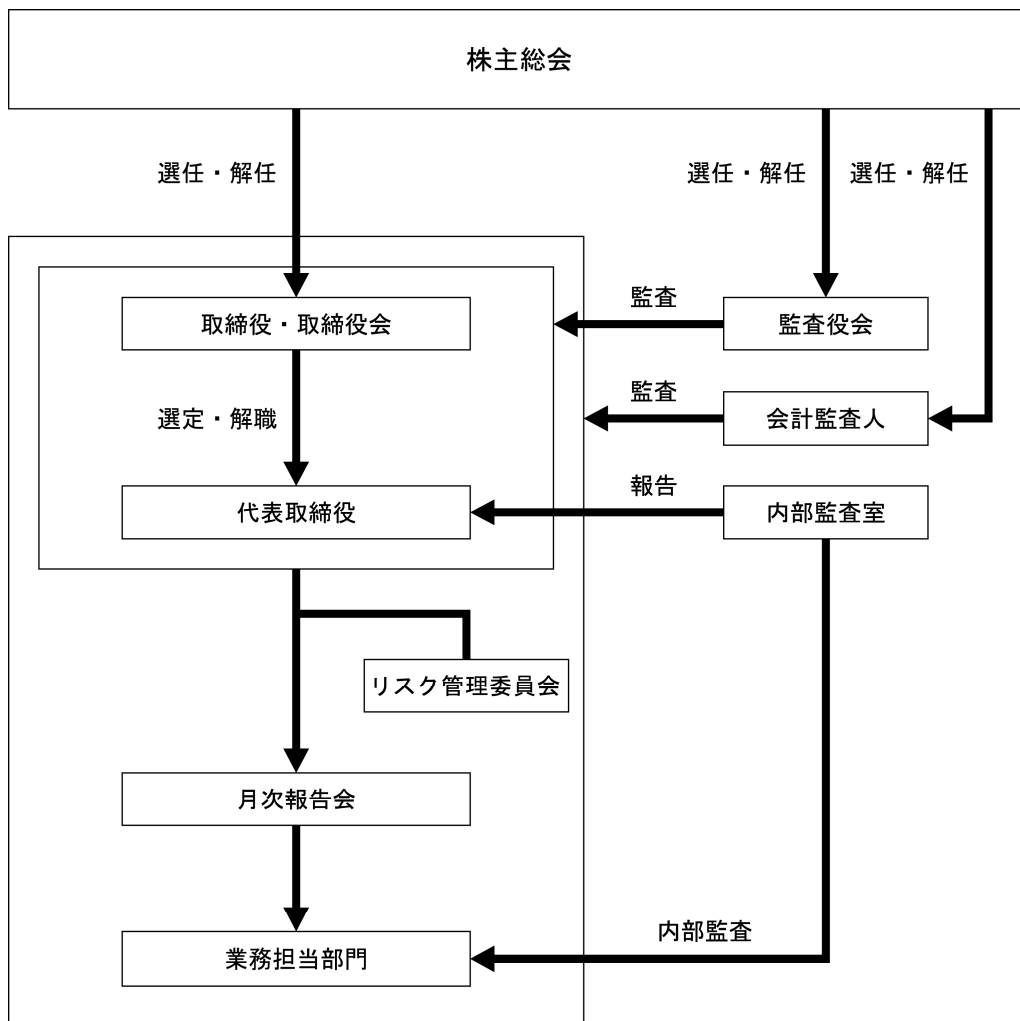 株主総会
選任・解任
選任・解任
選任・解任
監査
取締役・取締役会
監査役会
監査
選定・解職
会計監査人
報告
代表取締役
内部監査室
リスク管理委員会
月次報告会
内部監査
業務担当部門